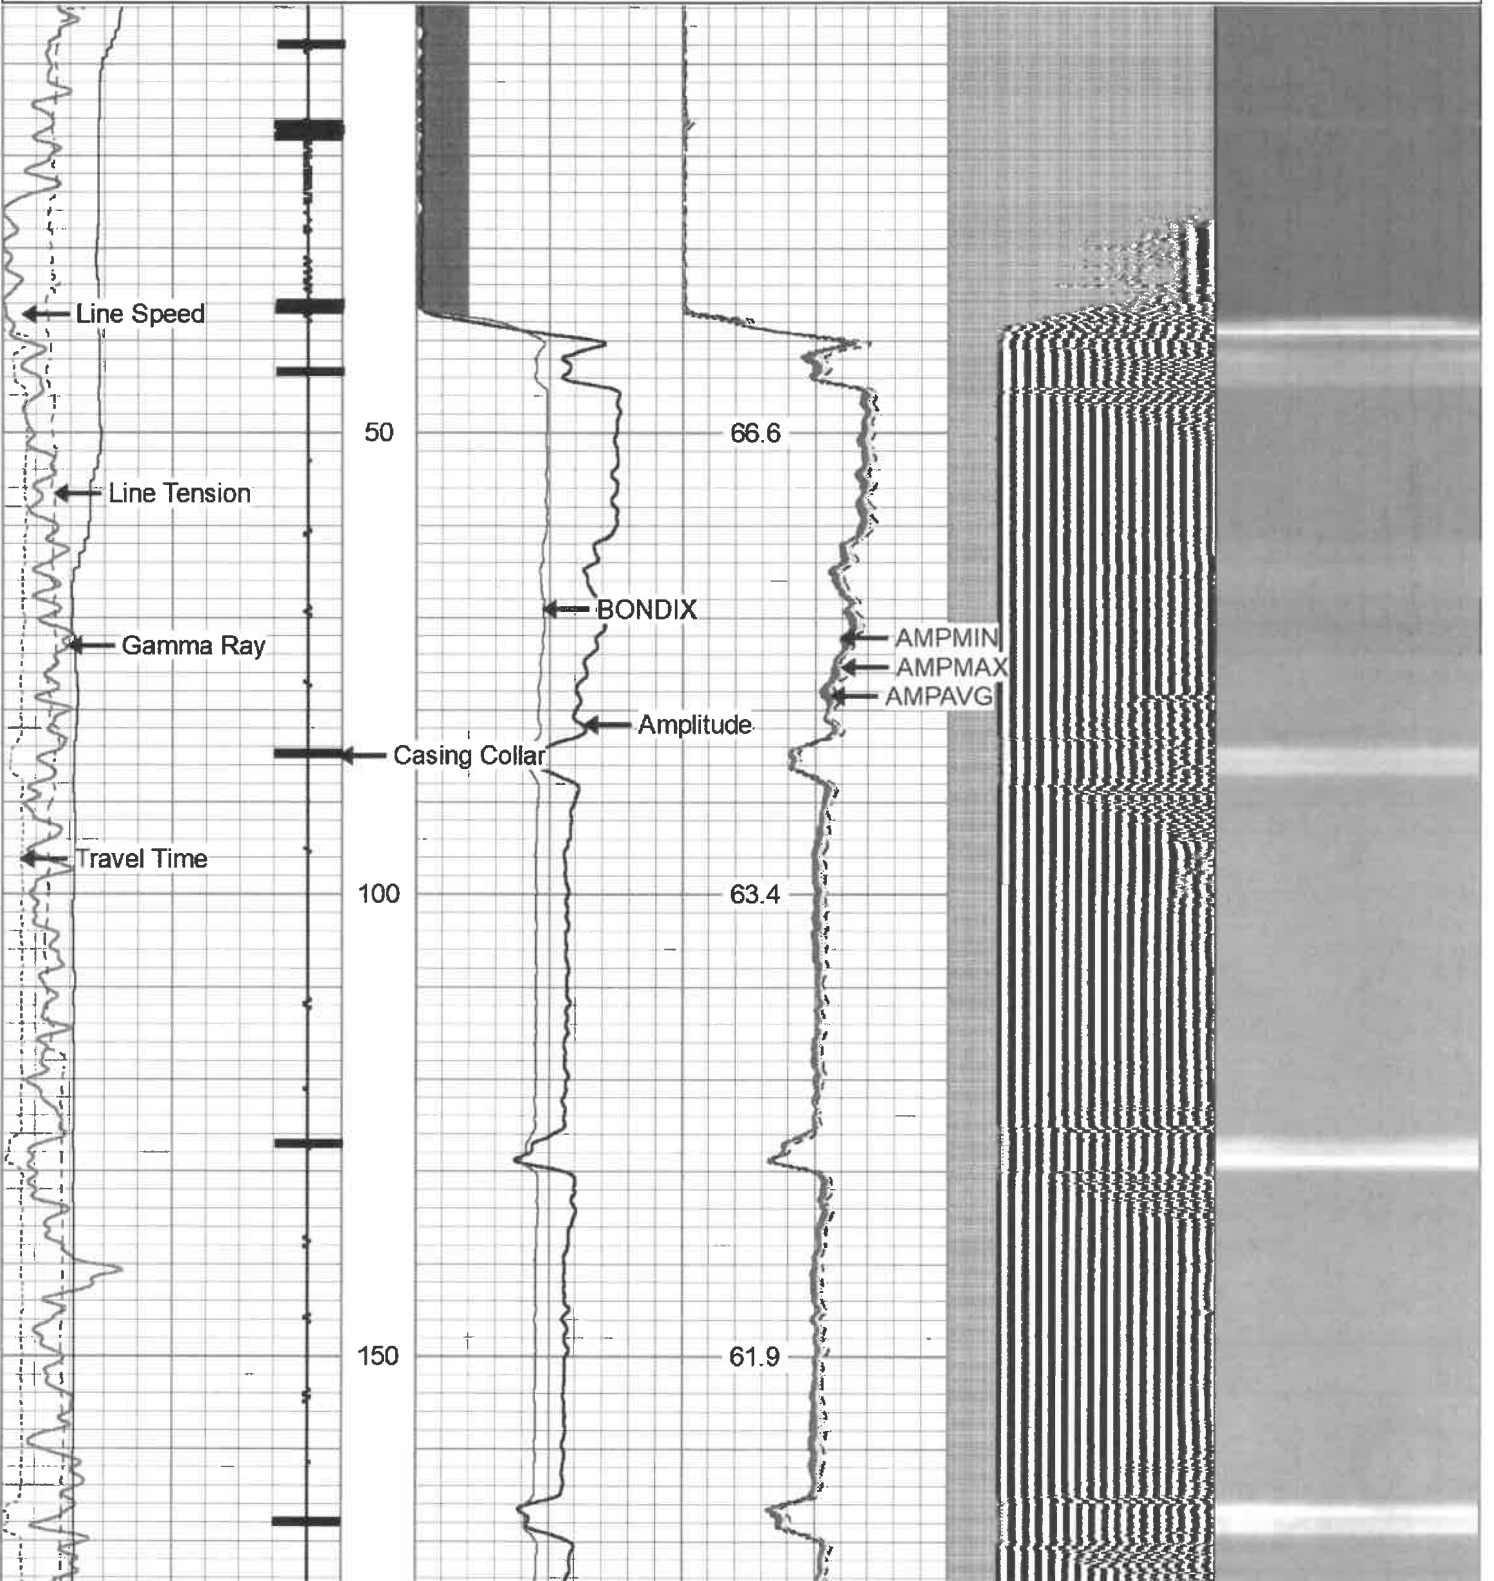 Line Speed
50
66.6
Line Tension
BONDIX
Gamma Ray
AMPMIN
AMPMAX
AMPAVG
Amplitude
Casing Collar
Travel Time
100
63.4
150
61.9